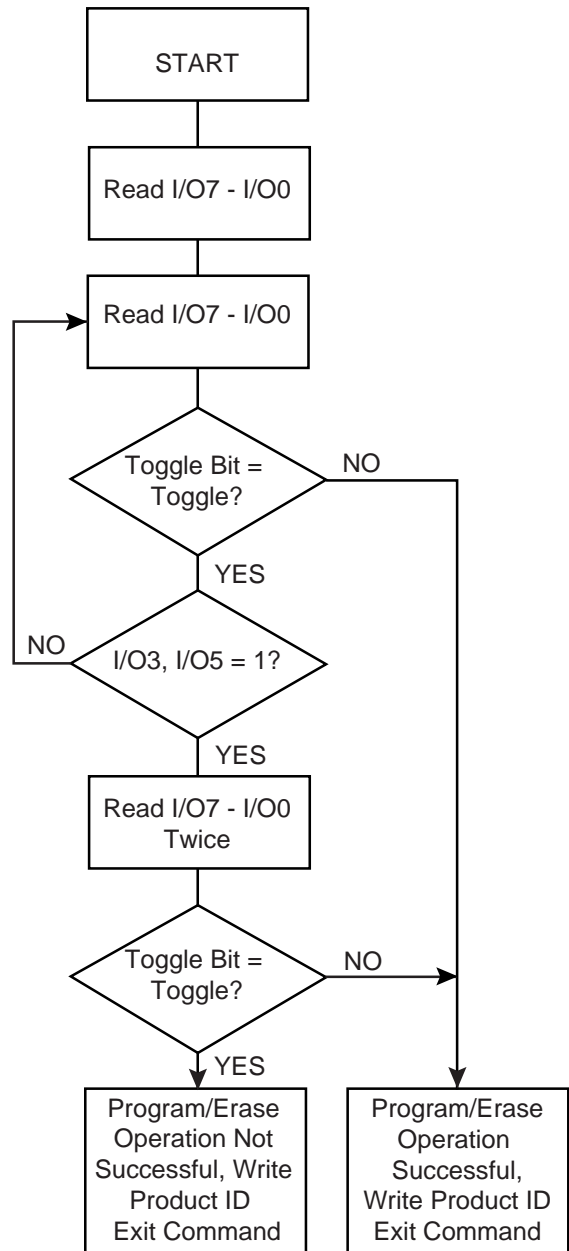 START
Read I/O7 - I/O0
Read I/O7 - I/O0
Toggle Bit =
Toggle?
NO
YES
NO
I/O3, I/O5 = 1?
YES
Read I/O7 - I/O0
Twice
Toggle Bit =
Toggle?
NO
YES
Program/Erase
Operation Not
Successful, Write
Product ID
Exit Command
Program/Erase
Operation
Successful,
Write Product ID
Exit Command